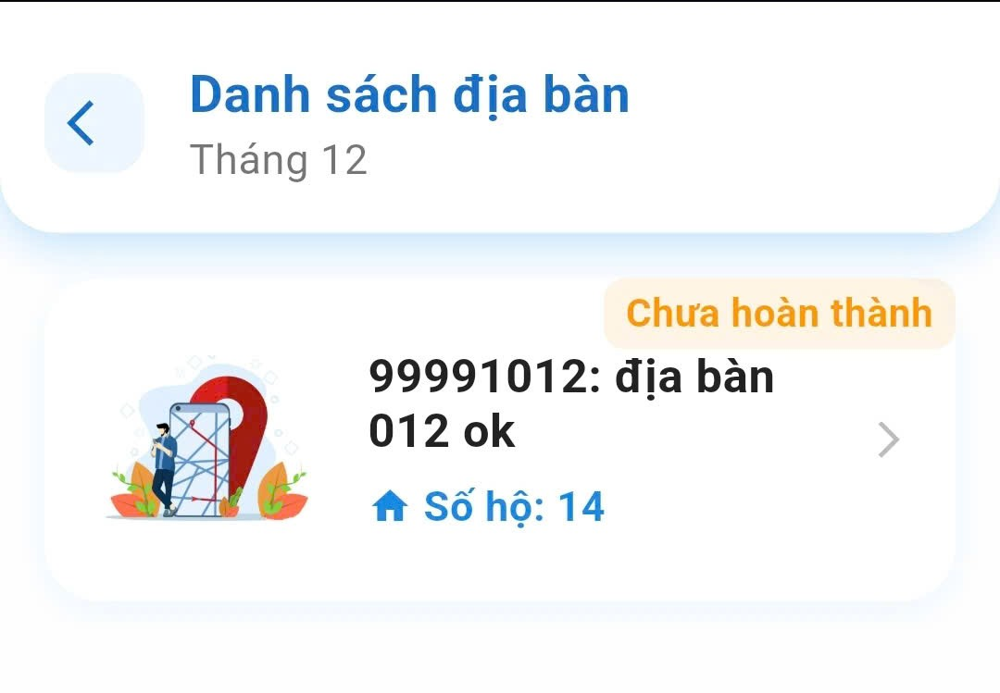 Danh sách địa bàn
Tháng 12
Chưa hoàn thành
99991012: địa bàn
012 ok
Số hộ: 14